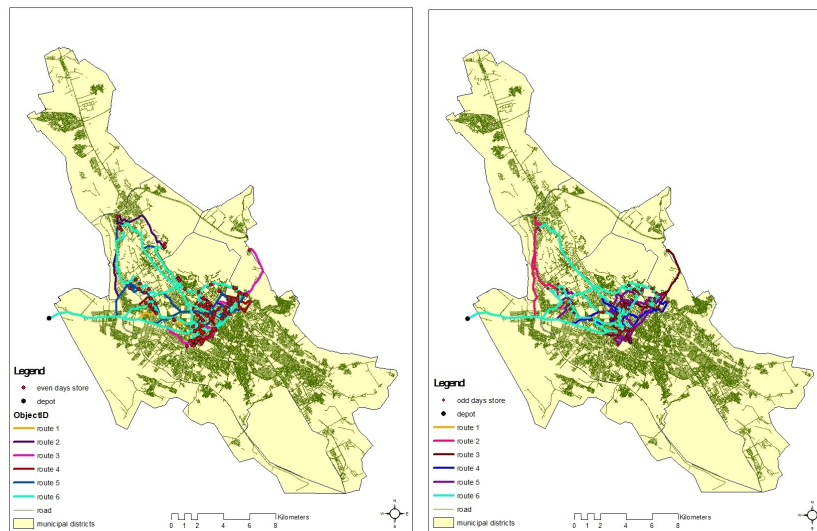 Legend
even days store
depot
ObjectID
route 1
route 2
route 3
route 4
route 5
route 6
road
municipal districts
0 1 2 4 6 8
Kilometers
N
W E
S
Legend
odd days store
depot
route 1
route 2
route 3
route 4
route 5
route 6
road
municipal districts
0 1 2 4 6 8
Kilometers
N
W
S